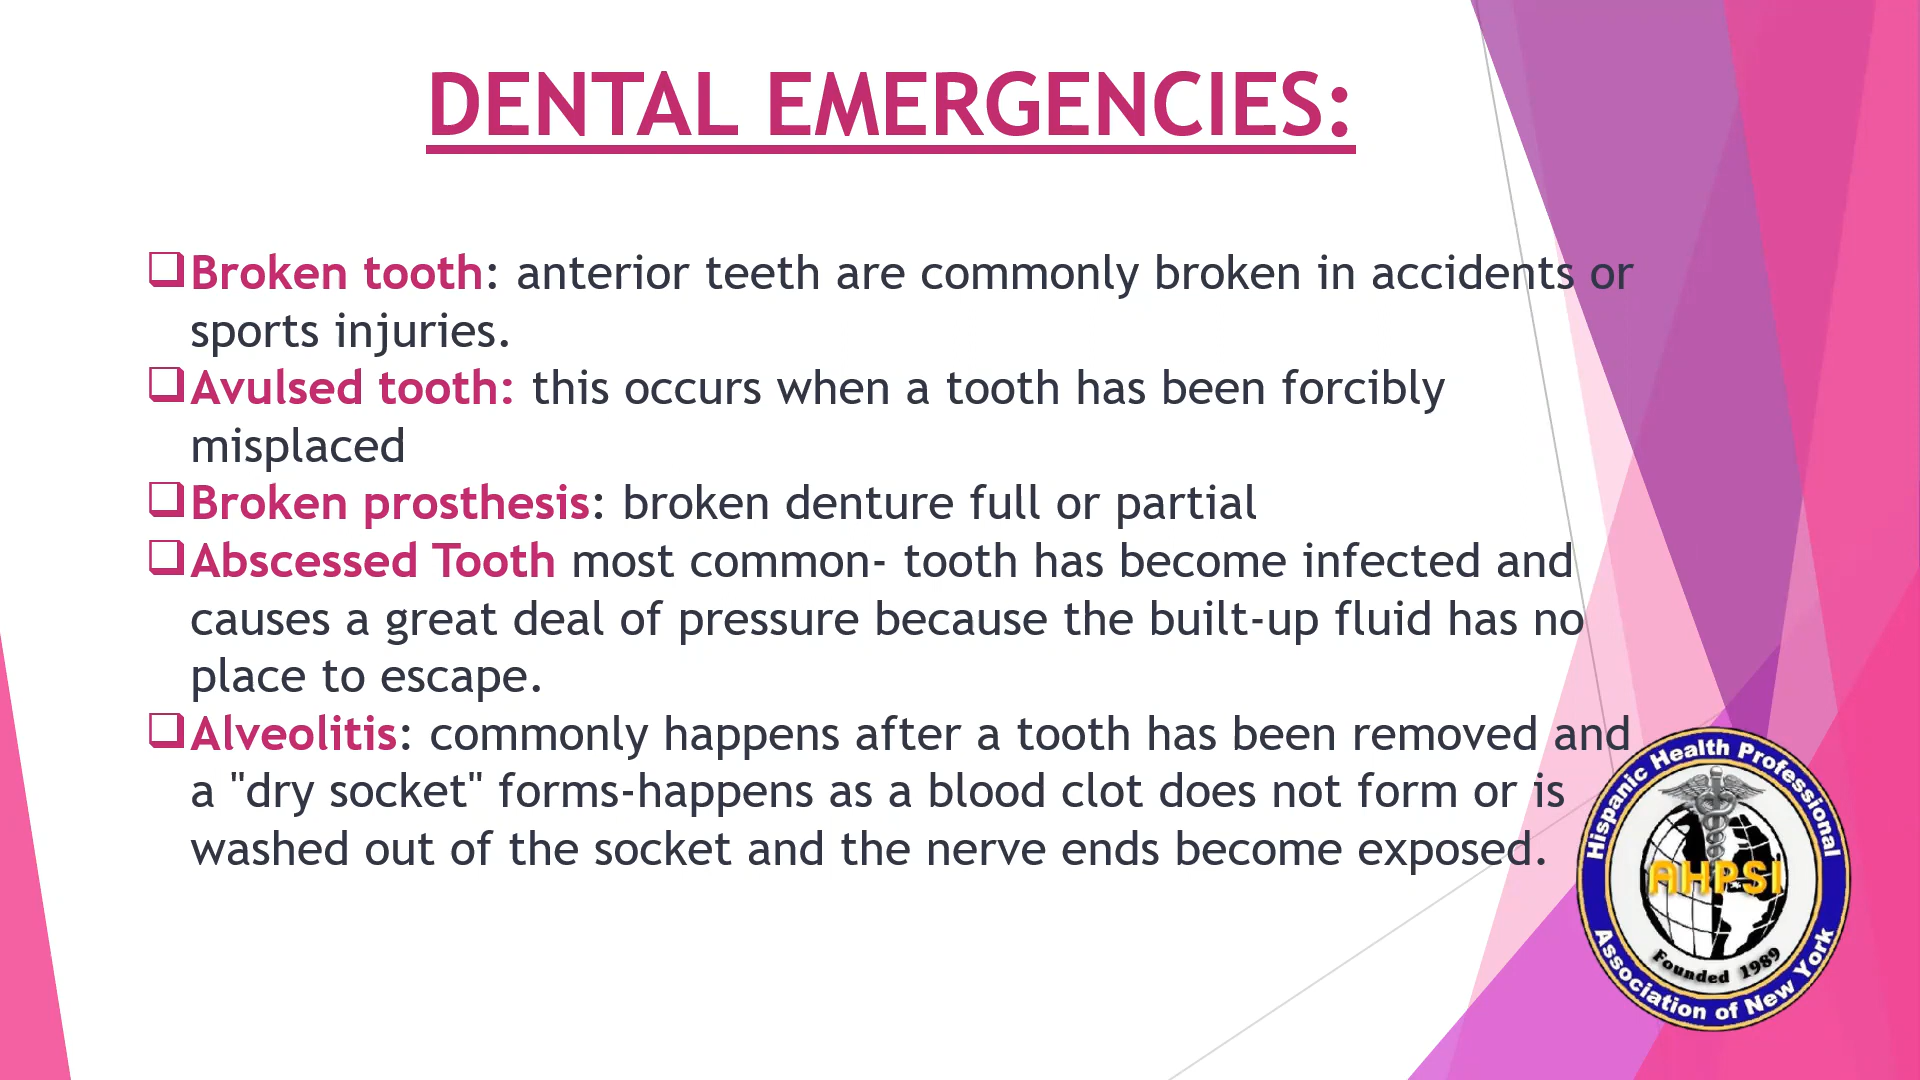 DENTAL EMERGENCIES:
Broken tooth: anterior teeth are commonly broken in accidents or
sports injuries.
Avulsed tooth: this occurs when a tooth has been forcibly
misplaced
Broken prosthesis: broken denture full or partial
Abscessed Tooth most common- tooth has become infected and
causes a great deal of pressure because the built-up fluid has no
place to escape.
Alveolitis: commonly happens after a tooth has been removed and
a "dry socket" forms-happens as a blood clot does not form or is
washed out of the socket and the nerve ends become exposed.
Hispanic Health Professional
AHPSI
Founded 1989
Association of New York